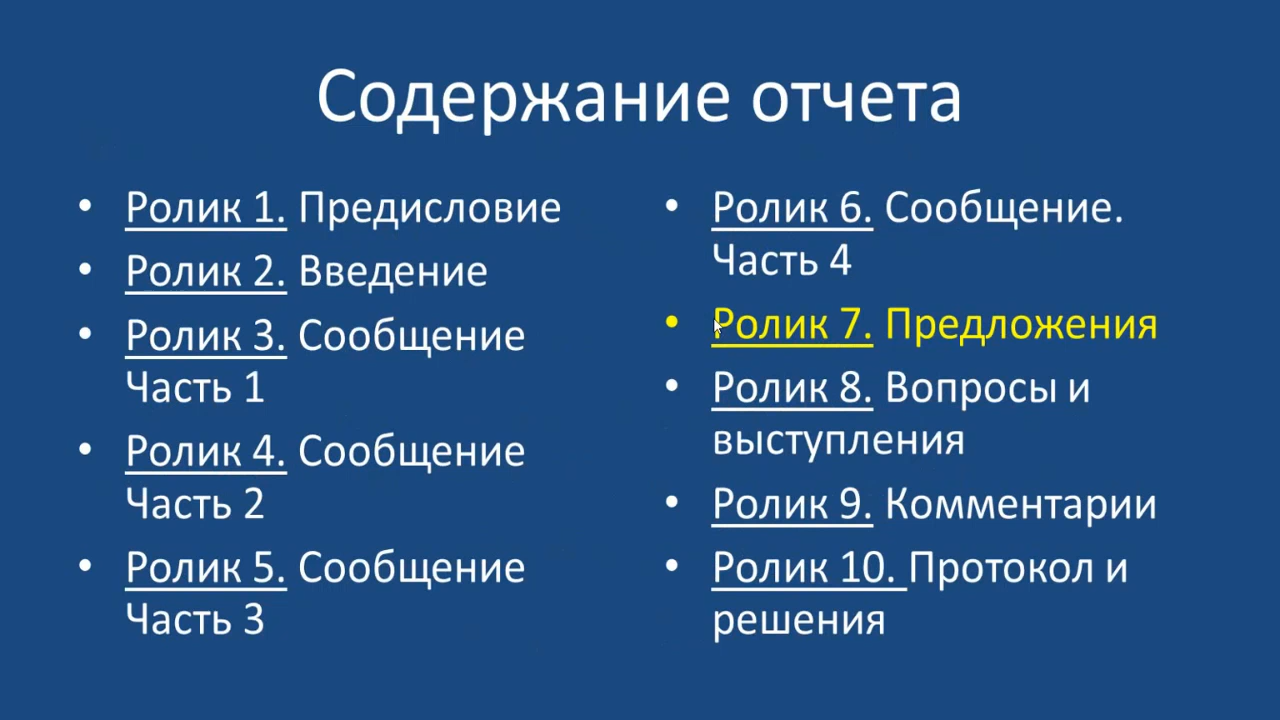 Содержание отчета
• Ролик 1. Предисловие
• Ролик 2. Введение
• Ролик 3. Сообщение
Часть 1
• Ролик 4. Сообщение
Часть 2
• Ролик 5. Сообщение
Часть 3
• Ролик 6. Сообщение.
Часть 4
• Ролик 7. Предложения
• Ролик 8. Вопросы и
выступления
• Ролик 9. Комментарии
• Ролик 10. Протокол и
решения